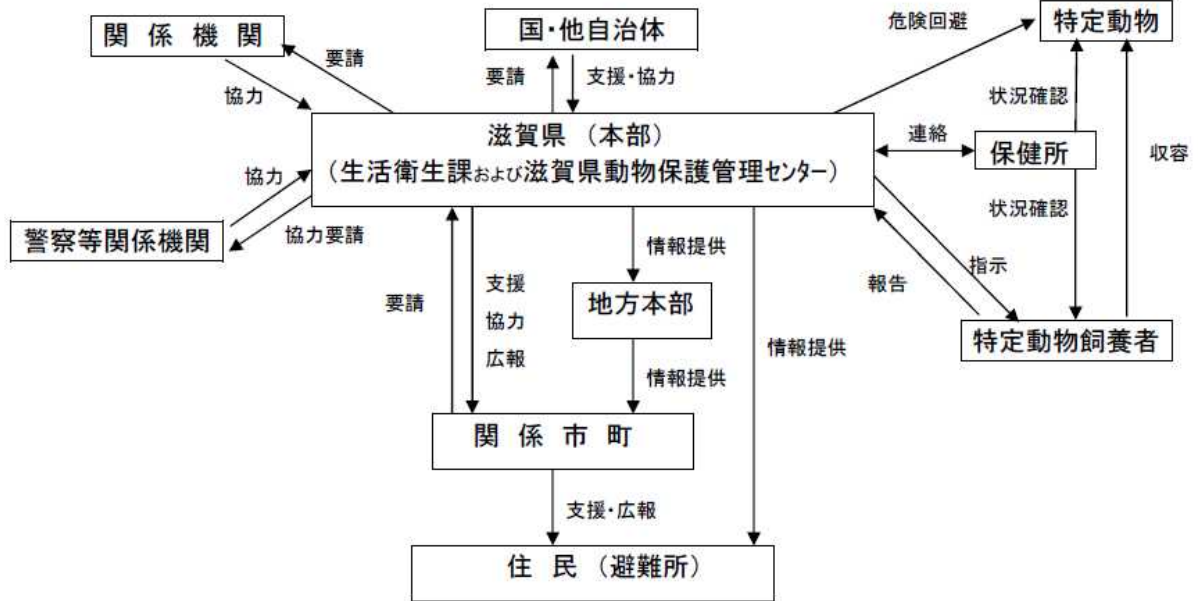 関 係 機 関
国・他自治体
危険回避
特定動物
要請
要請
支援・協力
協力
状況確認
滋賀県 （本部）
連絡
保健所
収容
（生活衛生課および滋賀県動物保護管理センター）
協力
状況確認
警察等関係機関
協力要請
情報提供
指示
支援
報告
要請
地方本部
協力
特定動物飼養者
広報
情報提供
情報提供
関 係 市 町
支援・広報
住 民 （避難所）